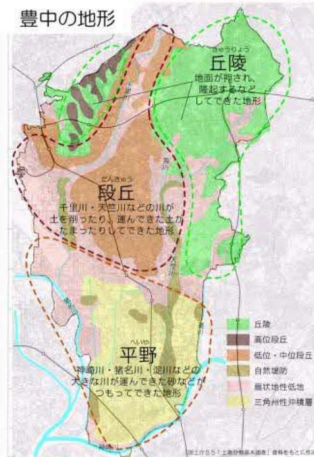 豊中の地形
きゅうりょう
丘陵
地面が押され、
隆起するなど
してできた地形
だんきゅう
段丘
千里川・天竺川などの川が
土を削ったり、運んできた土が
たまったりしてできた地形
へいや
平野
神崎川・猪名川・淀川などの
大きな川が運んできた砂などが
つもってできた地形
丘陵
高位段丘
低位・中位段丘
自然堤防
扇状地性低地
三角州性沖積層